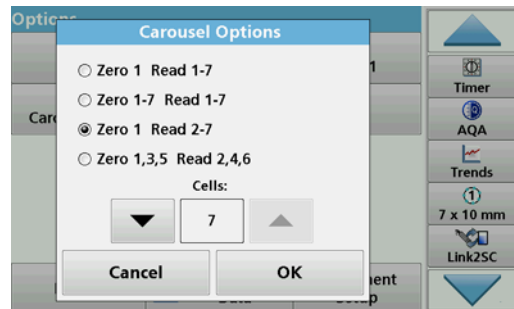 Options
Carousel Options
Zero 1 Read 1-7
Zero 1-7 Read 1-7
Zero 1 Read 2-7
Zero 1,3,5 Read 2,4,6
Cells:
7
Cancel
OK
1
Timer
AQA
Trends
1
7 x 10 mm
Link2SC